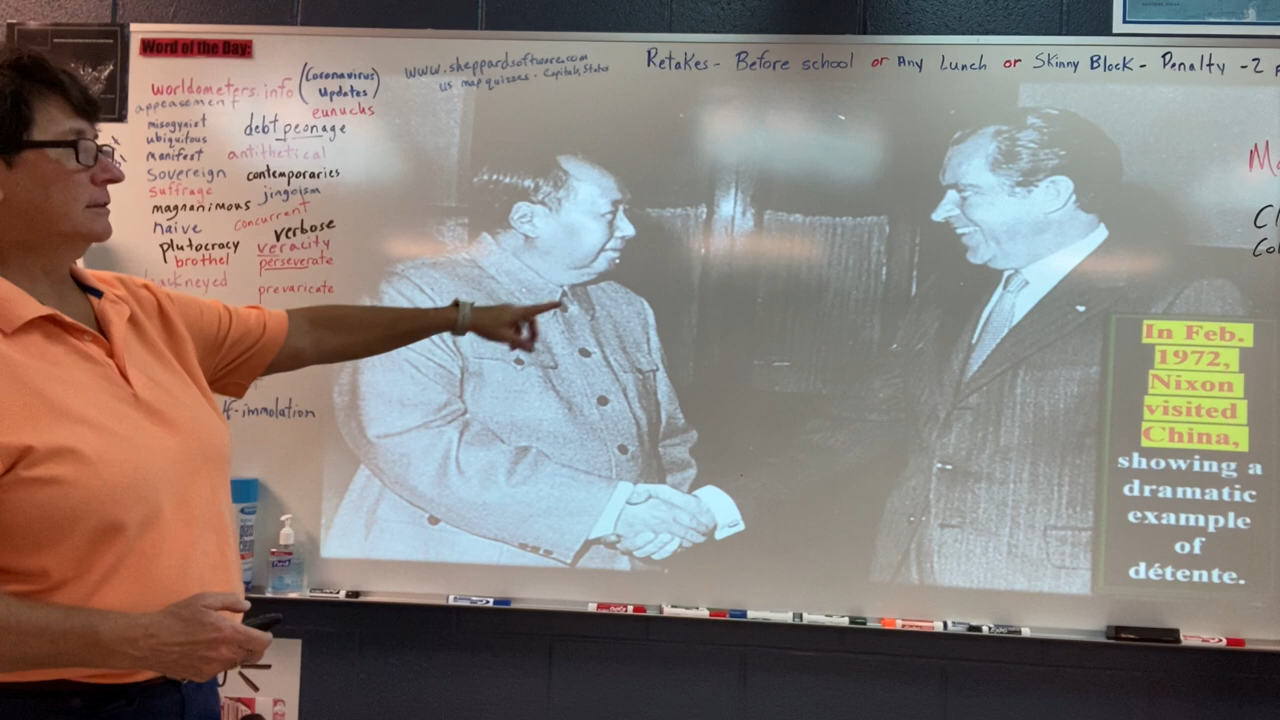 Word of the Day:
worldometers.info (Coronavirus Updates)
www.sheppardsoftware.com
US map quizzes - Capitals, States
Retakes - Before school or Any Lunch or Skinny Block - Penalty -2
appeasement
eunuchs
misogynist
debt peonage
ubiquitous
manifest
antithetical
sovereign
contemporaries
suffrage
jingoism
magnanimous
concurrent
naive
verbose
plutocracy
veracity
brothel
perseverate
hackneyed
prevaricate
-immolation
In Feb.
1972,
Nixon
visited
China,
showing a
dramatic
example
of
détente.
Purell